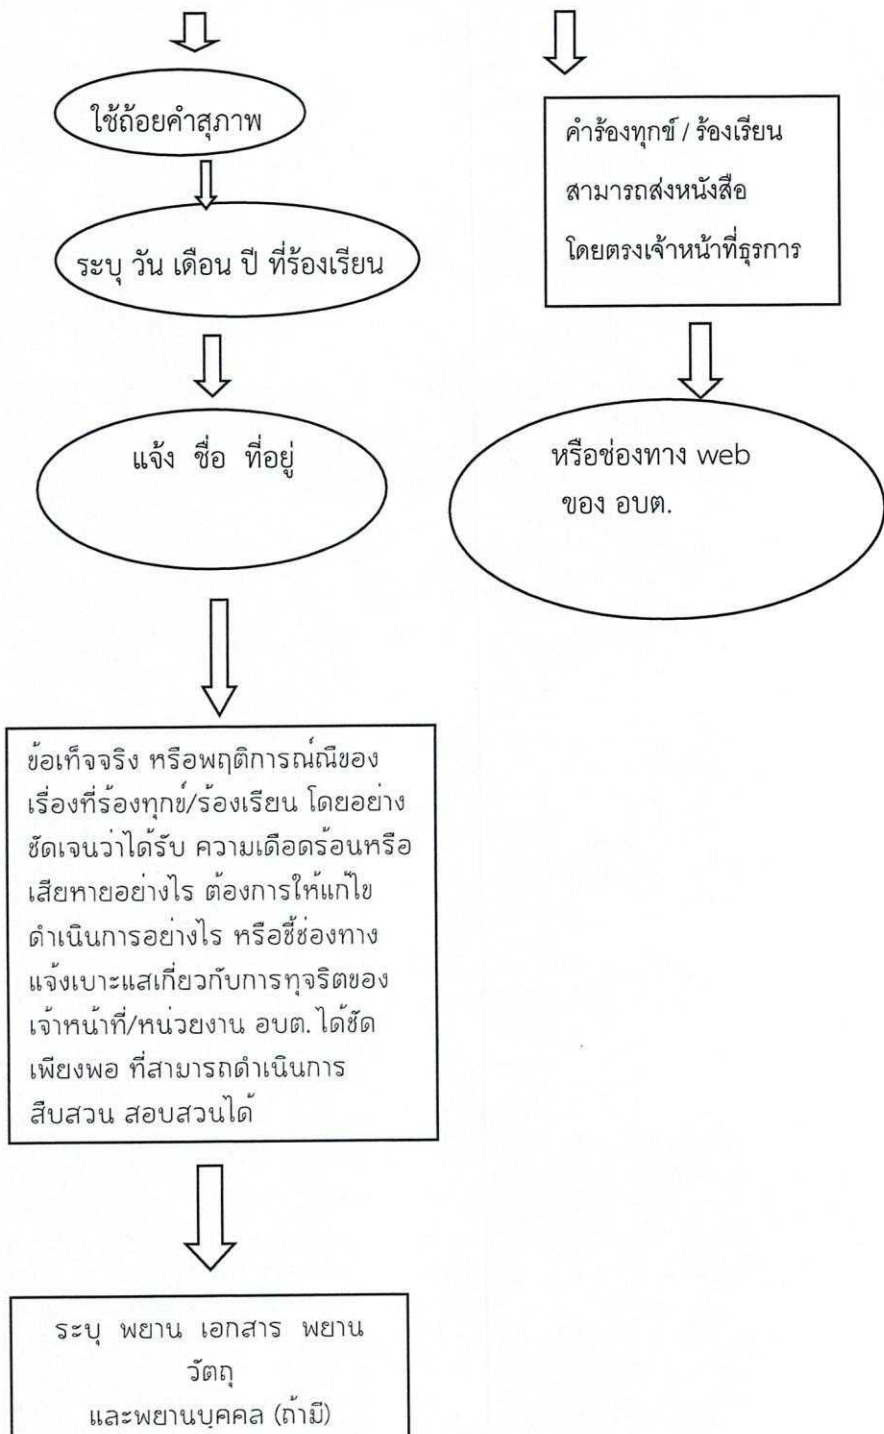 ใช้ถ้อยคำสุภาพ
ระบุ วัน เดือน ปี ที่ร้องเรียน
แจ้ง ชื่อ ที่อยู่
ข้อเท็จจริง หรือพฤติการณ์ณีของ
เรื่องที่ร้องทุกข์/ร้องเรียน โดยอย่าง
ชัดเจนว่าได้รับ ความเดือดร้อนหรือ
เสียหายอย่างไร ต้องการให้แก้ไข
ดำเนินการอย่างไร หรือชี้ช่องทาง
แจ้งเบาะแสเกี่ยวกับการทุจริตของ
เจ้าหน้าที่/หน่วยงาน อบต. ได้ชัด
เพียงพอ ที่สามารถดำเนินการ
สืบสวน สอบสวนได้
ระบุ พยาน เอกสาร พยาน
วัตถุ
และพยานบุคคล (ถ้ามี)
คำร้องทุกข์ / ร้องเรียน
สามารถส่งหนังสือ
โดยตรงเจ้าหน้าที่ธุรการ
หรือช่องทาง web
ของ อบต.